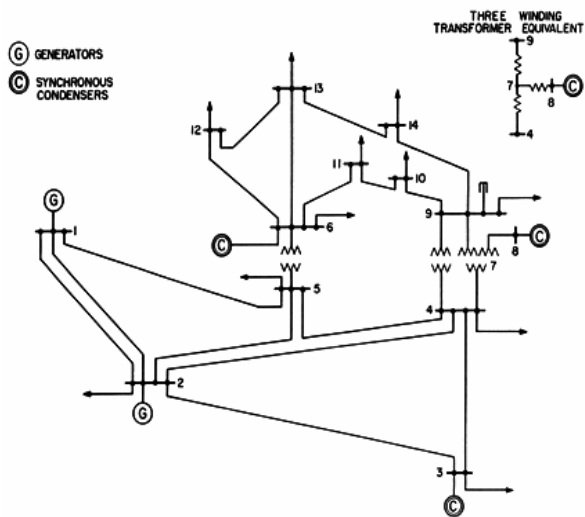 THREE WINDING
TRANSFORMER EQUIVALENT
9
7
8
C
4
G GENERATORS
C SYNCHRONOUS
CONDENSERS
13
12
14
11
10
G
1
6
9
C
8
C
7
5
4
2
G
3
C